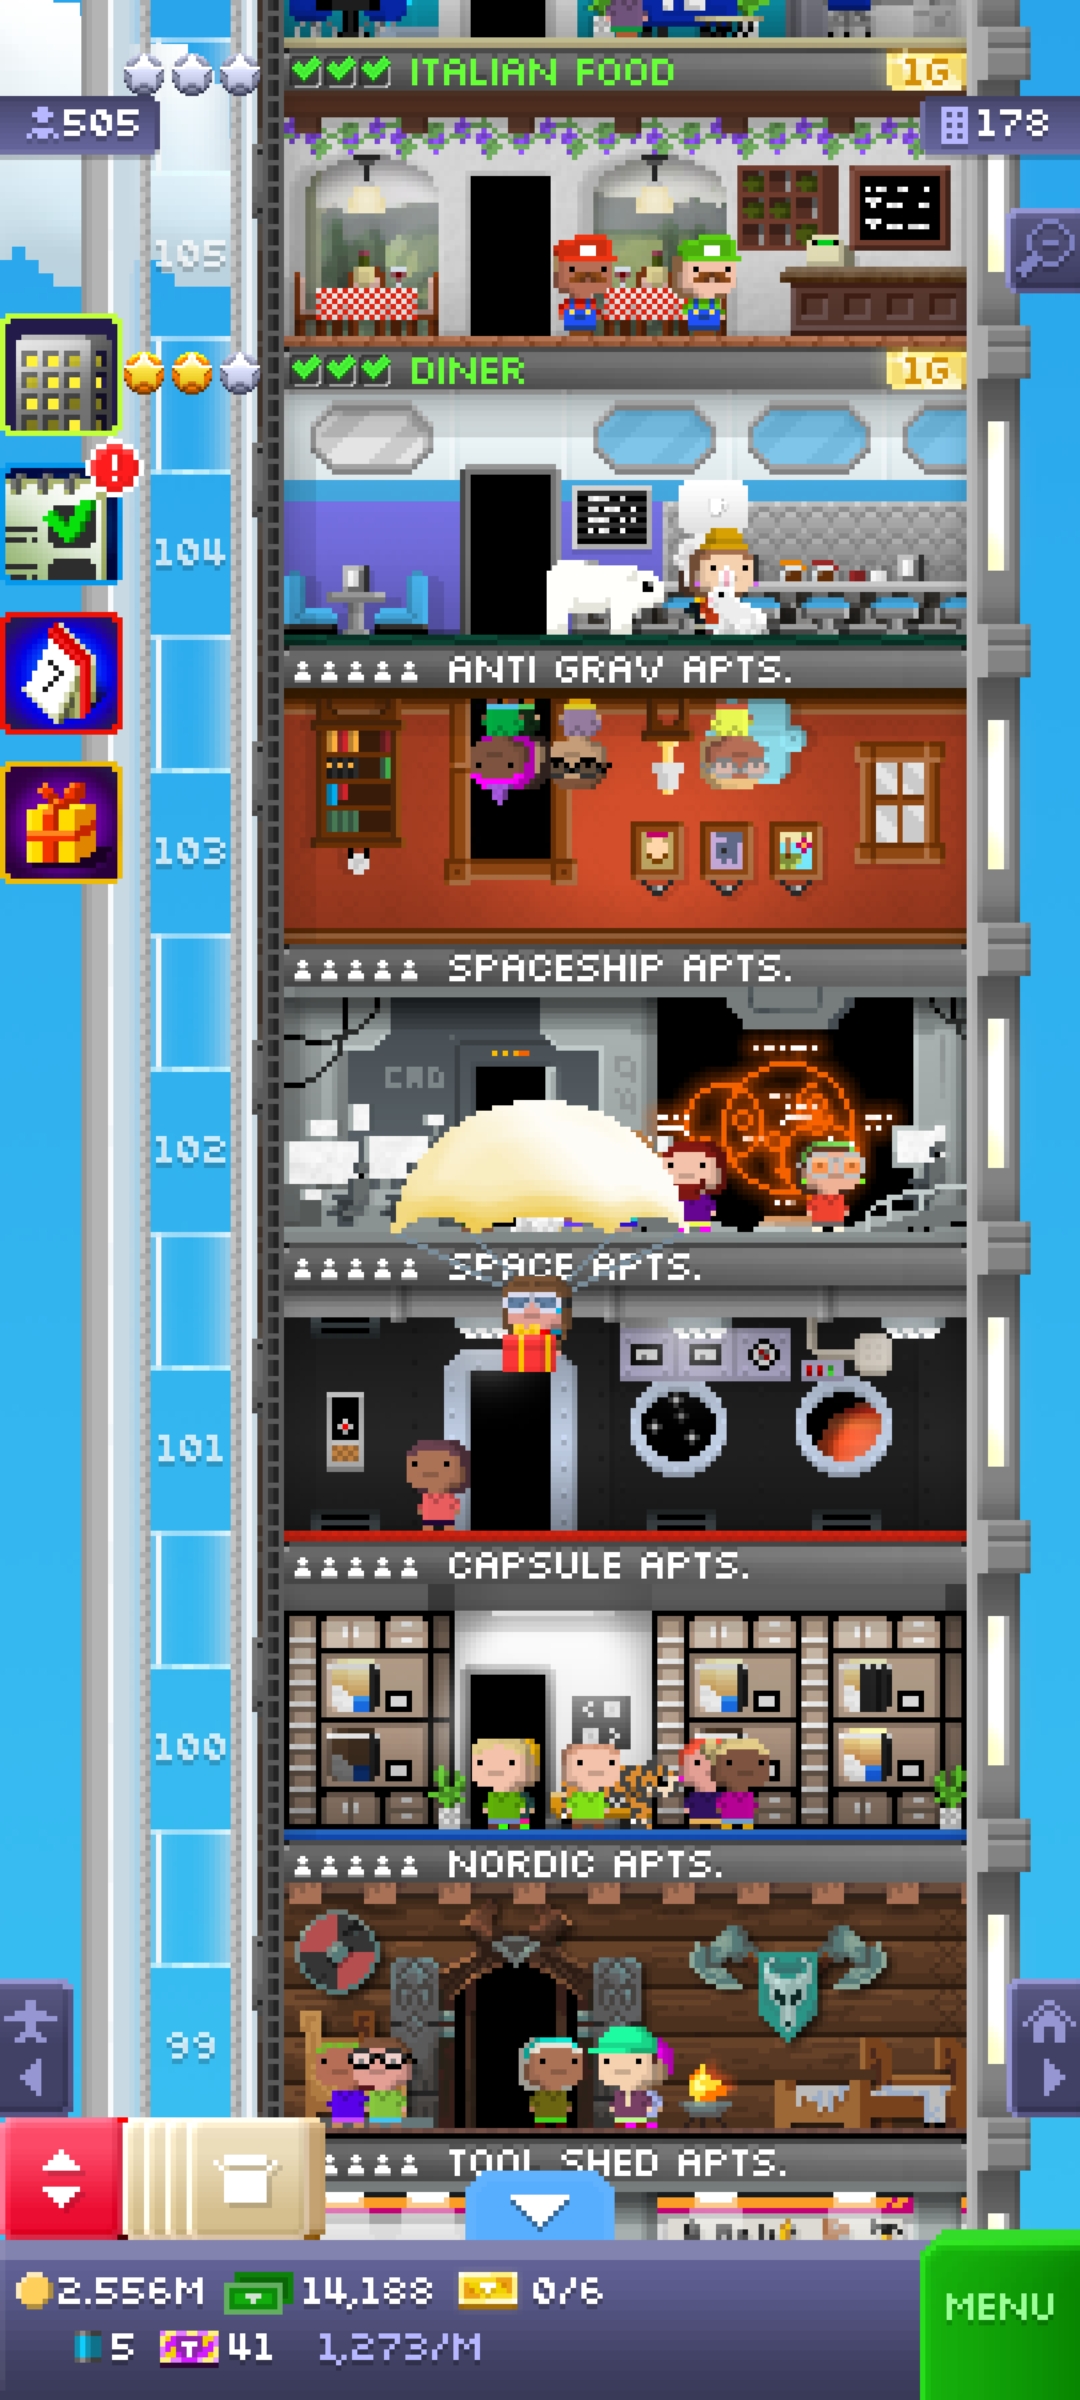 ITALIAN FOOD 1G
505
178
105
DINER 1G
104
ANTI GRAV APTS.
103
SPACESHIP APTS.
CRD
102
SPACE APTS.
101
CAPSULE APTS.
100
NORDIC APTS.
99
TOOL SHED APTS.
2.556M 14,188 0/6
MENU
5 T 41 1,273/M